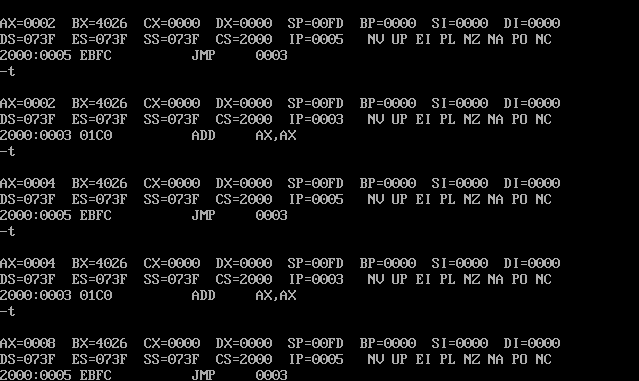 AX=0002  BX=4026  CX=0000  DX=0000  SP=00FD  BP=0000  SI=0000  DI=0000
DS=073F  ES=073F  SS=073F  CS=2000  IP=0005   NV UP EI PL NZ NA PO NC
2000:0005 EBFC          JMP     0003
-t
AX=0002  BX=4026  CX=0000  DX=0000  SP=00FD  BP=0000  SI=0000  DI=0000
DS=073F  ES=073F  SS=073F  CS=2000  IP=0003   NV UP EI PL NZ NA PO NC
2000:0003 01C0          ADD     AX,AX
-t
AX=0004  BX=4026  CX=0000  DX=0000  SP=00FD  BP=0000  SI=0000  DI=0000
DS=073F  ES=073F  SS=073F  CS=2000  IP=0005   NV UP EI PL NZ NA PO NC
2000:0005 EBFC          JMP     0003
-t
AX=0004  BX=4026  CX=0000  DX=0000  SP=00FD  BP=0000  SI=0000  DI=0000
DS=073F  ES=073F  SS=073F  CS=2000  IP=0003   NV UP EI PL NZ NA PO NC
2000:0003 01C0          ADD     AX,AX
-t
AX=0008  BX=4026  CX=0000  DX=0000  SP=00FD  BP=0000  SI=0000  DI=0000
DS=073F  ES=073F  SS=073F  CS=2000  IP=0005   NV UP EI PL NZ NA PO NC
2000:0005 EBFC          JMP     0003